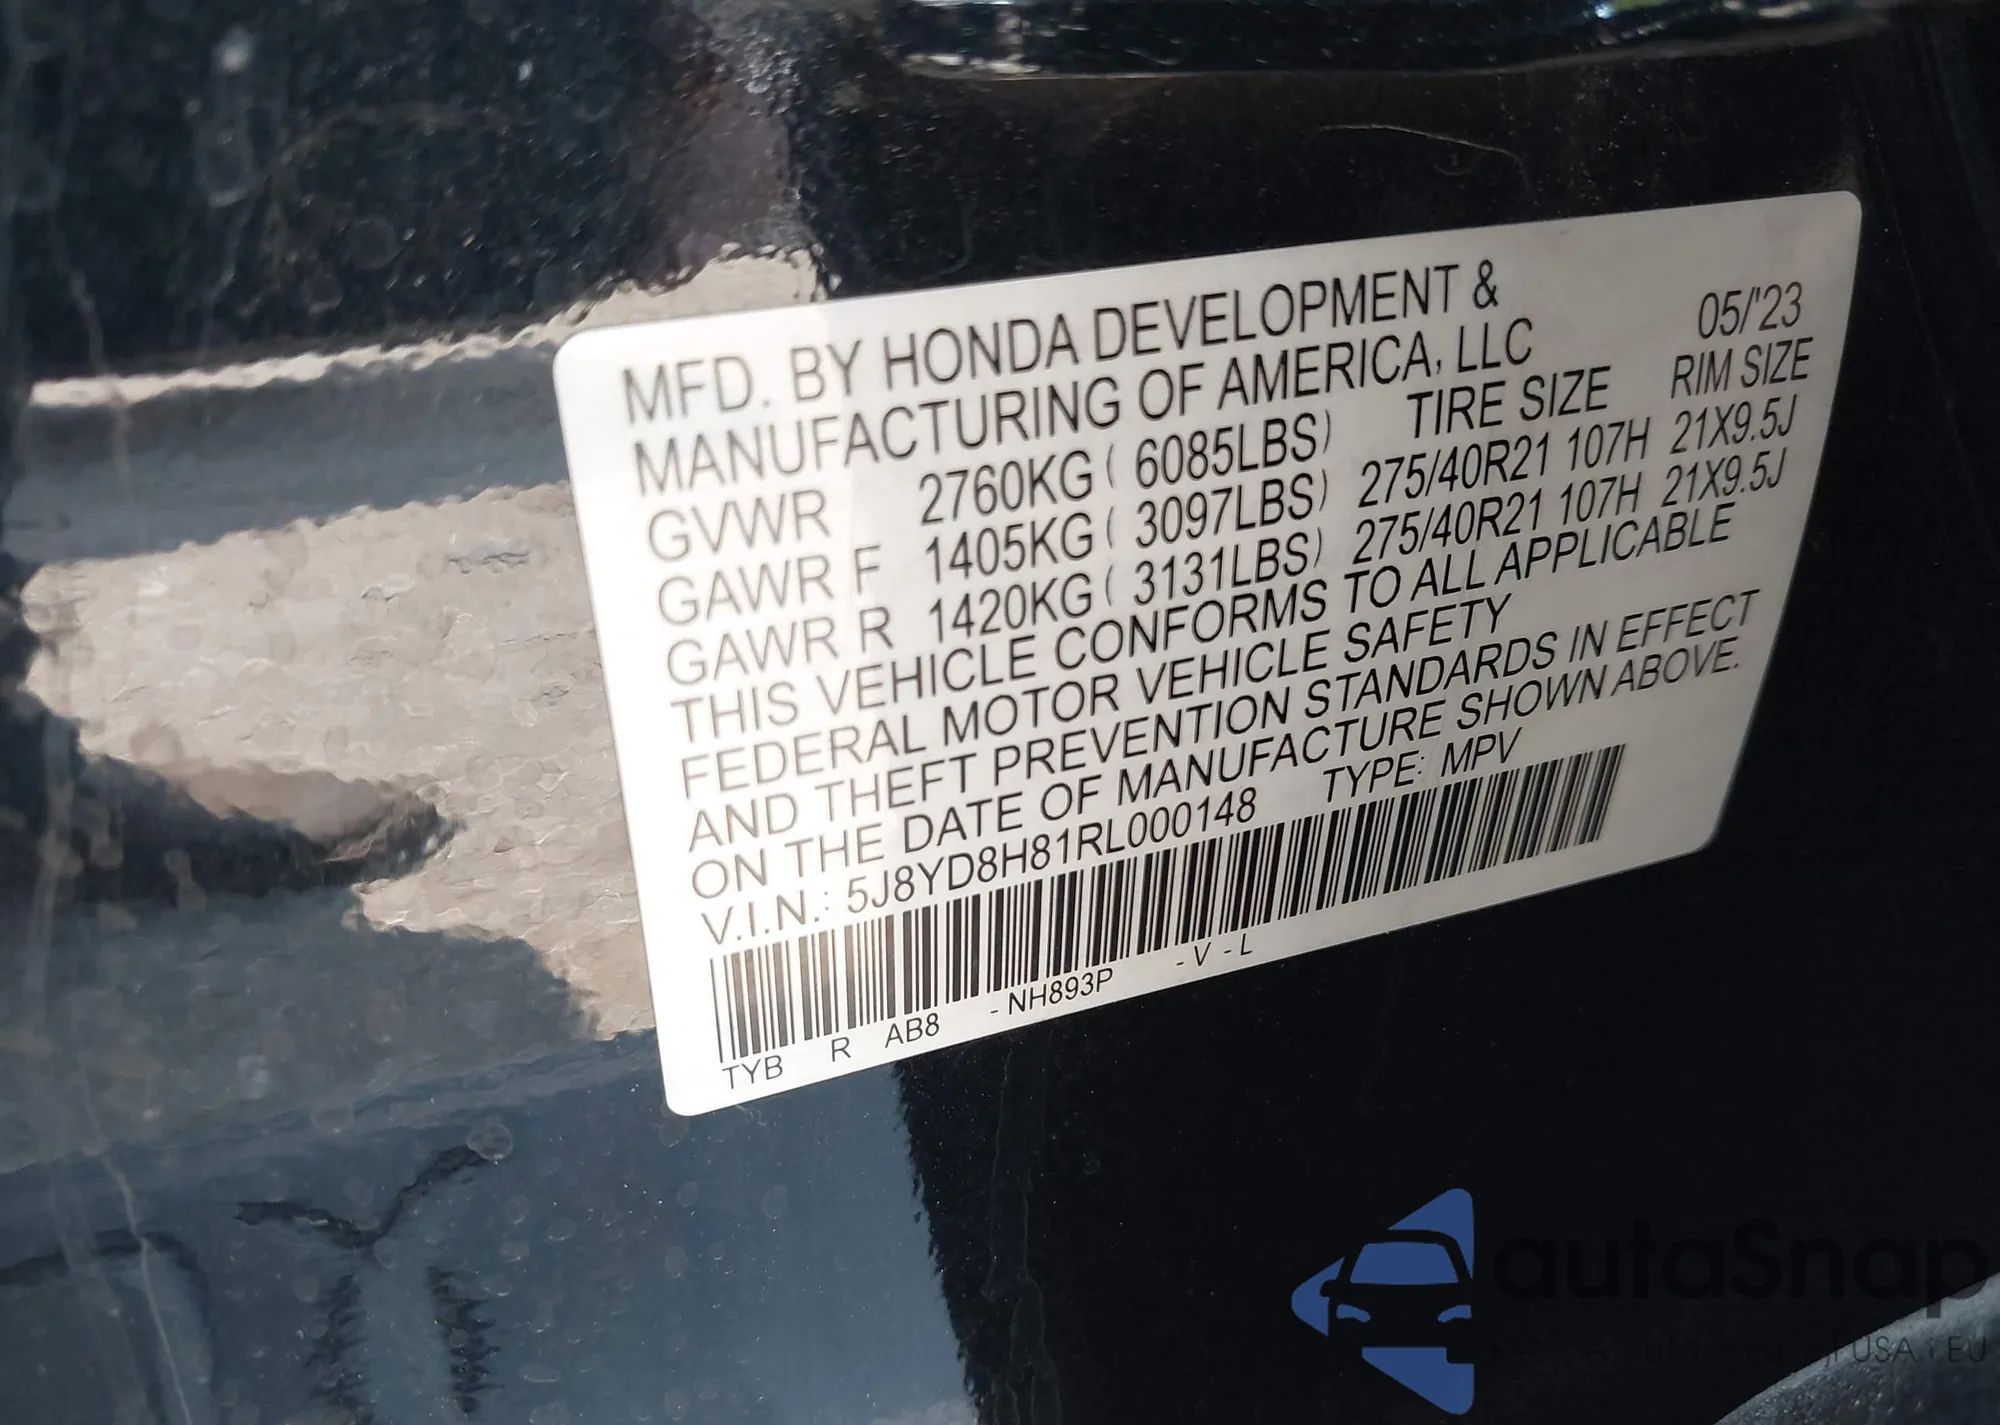 MFD. BY HONDA DEVELOPMENT &
MANUFACTURING OF AMERICA, LLC 05/'23
GVWR 2760KG ( 6085LBS) TIRE SIZE RIM SIZE
GAWR F 1405KG ( 3097LBS) 275/40R21 107H 21X9.5J
GAWR R 1420KG ( 3131LBS) 275/40R21 107H 21X9.5J
THIS VEHICLE CONFORMS TO ALL APPLICABLE
FEDERAL MOTOR VEHICLE SAFETY
AND THEFT PREVENTION STANDARDS IN EFFECT
ON THE DATE OF MANUFACTURE SHOWN ABOVE.
V.I.N.: 5J8YD8H81RL000148 TYPE: MPV
TYB R AB8 - NH893P - V - L
autaSnap
USA i EU